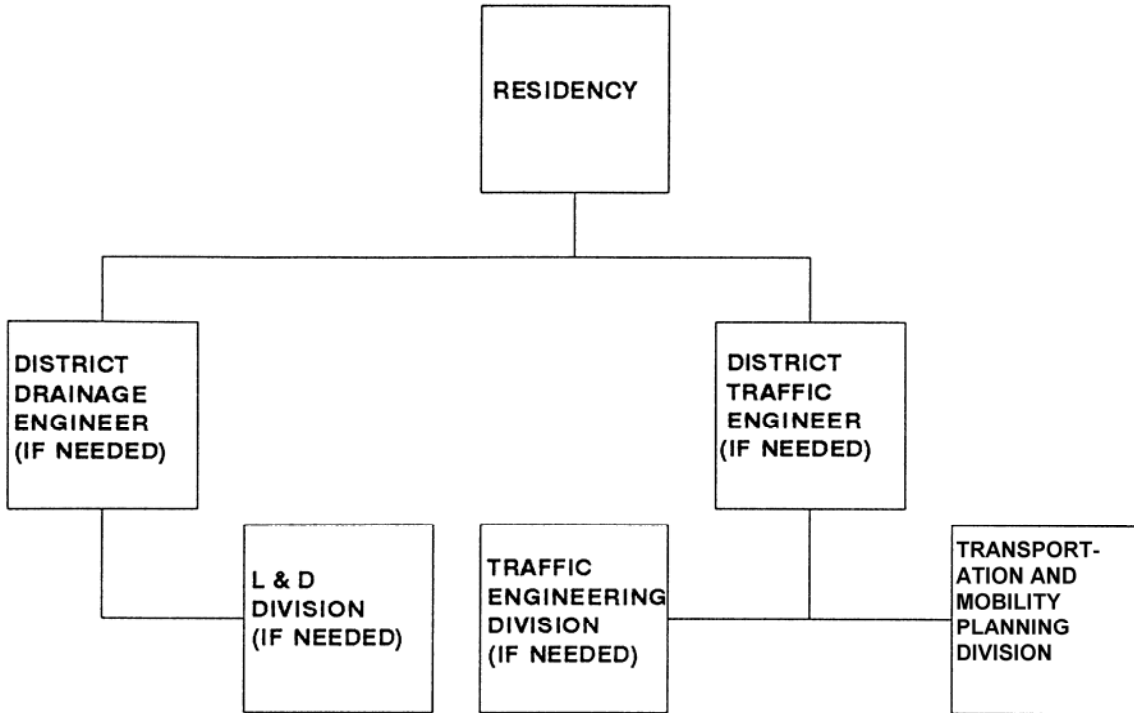 RESIDENCY
DISTRICT
DRAINAGE
ENGINEER
(IF NEEDED)
DISTRICT
TRAFFIC
ENGINEER
(IF NEEDED)
L & D
DIVISION
(IF NEEDED)
TRAFFIC
ENGINEERING
DIVISION
(IF NEEDED)
TRANSPORT-
ATION AND
MOBILITY
PLANNING
DIVISION